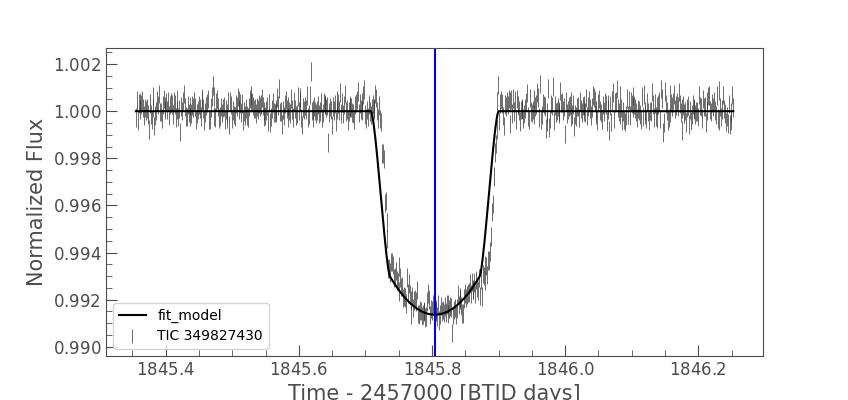 Normalized Flux
1.002
1.000
0.998
0.996
0.994
0.992
0.990
fit_model
TIC 349827430
1845.4 1845.6 1845.8 1846.0 1846.2
Time - 2457000 [BTJD days]